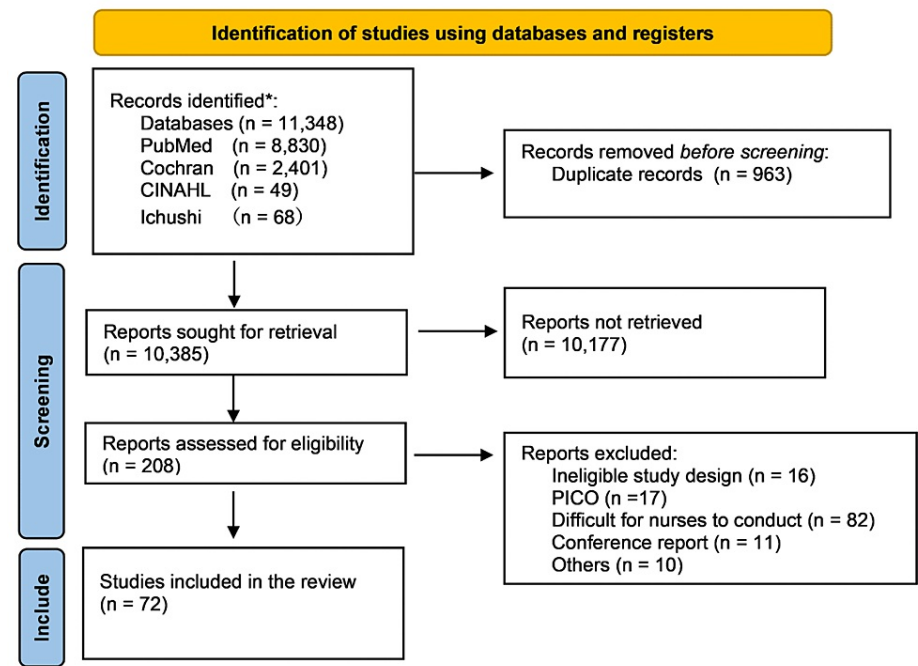 Identification of studies using databases and registers
Identification
Records identified*:
Databases (n = 11,348)
PubMed (n = 8,830)
Cochran (n = 2,401)
CINAHL (n = 49)
Ichushi (n = 68)
Records removed before screening:
Duplicate records (n = 963)
Screening
Reports sought for retrieval
(n = 10,385)
Reports not retrieved
(n = 10,177)
Reports assessed for eligibility
(n = 208)
Reports excluded:
Ineligible study design (n = 16)
PICO (n =17)
Difficult for nurses to conduct (n = 82)
Conference report (n = 11)
Others (n = 10)
Include
Studies included in the review
(n = 72)